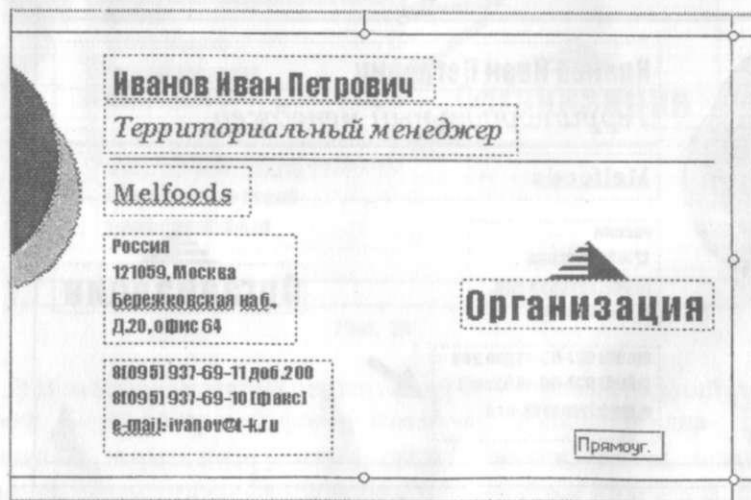 Иванов Иван Петрович
Территориальный менеджер
Melfoods
Россия
121059, Москва
Бережковская наб.
Д.20, офис 64
8(095) 937-69-11 доб.200
8(095) 937-69-10 (факс)
e-mail: ivanov@t-k.ru
Организация
Прямоуг.